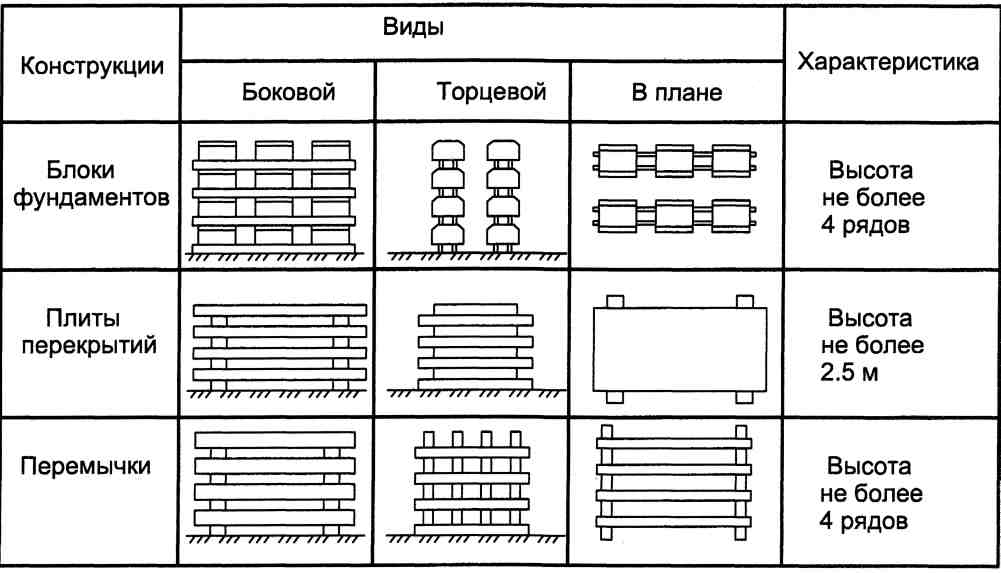 Конструкции
Виды
Характеристика
Боковой
Торцевой
В плане
Блоки
фундаментов
Высота
не более
4 рядов
Плиты
перекрытий
Высота
не более
2.5 м
Перемычки
Высота
не более
4 рядов